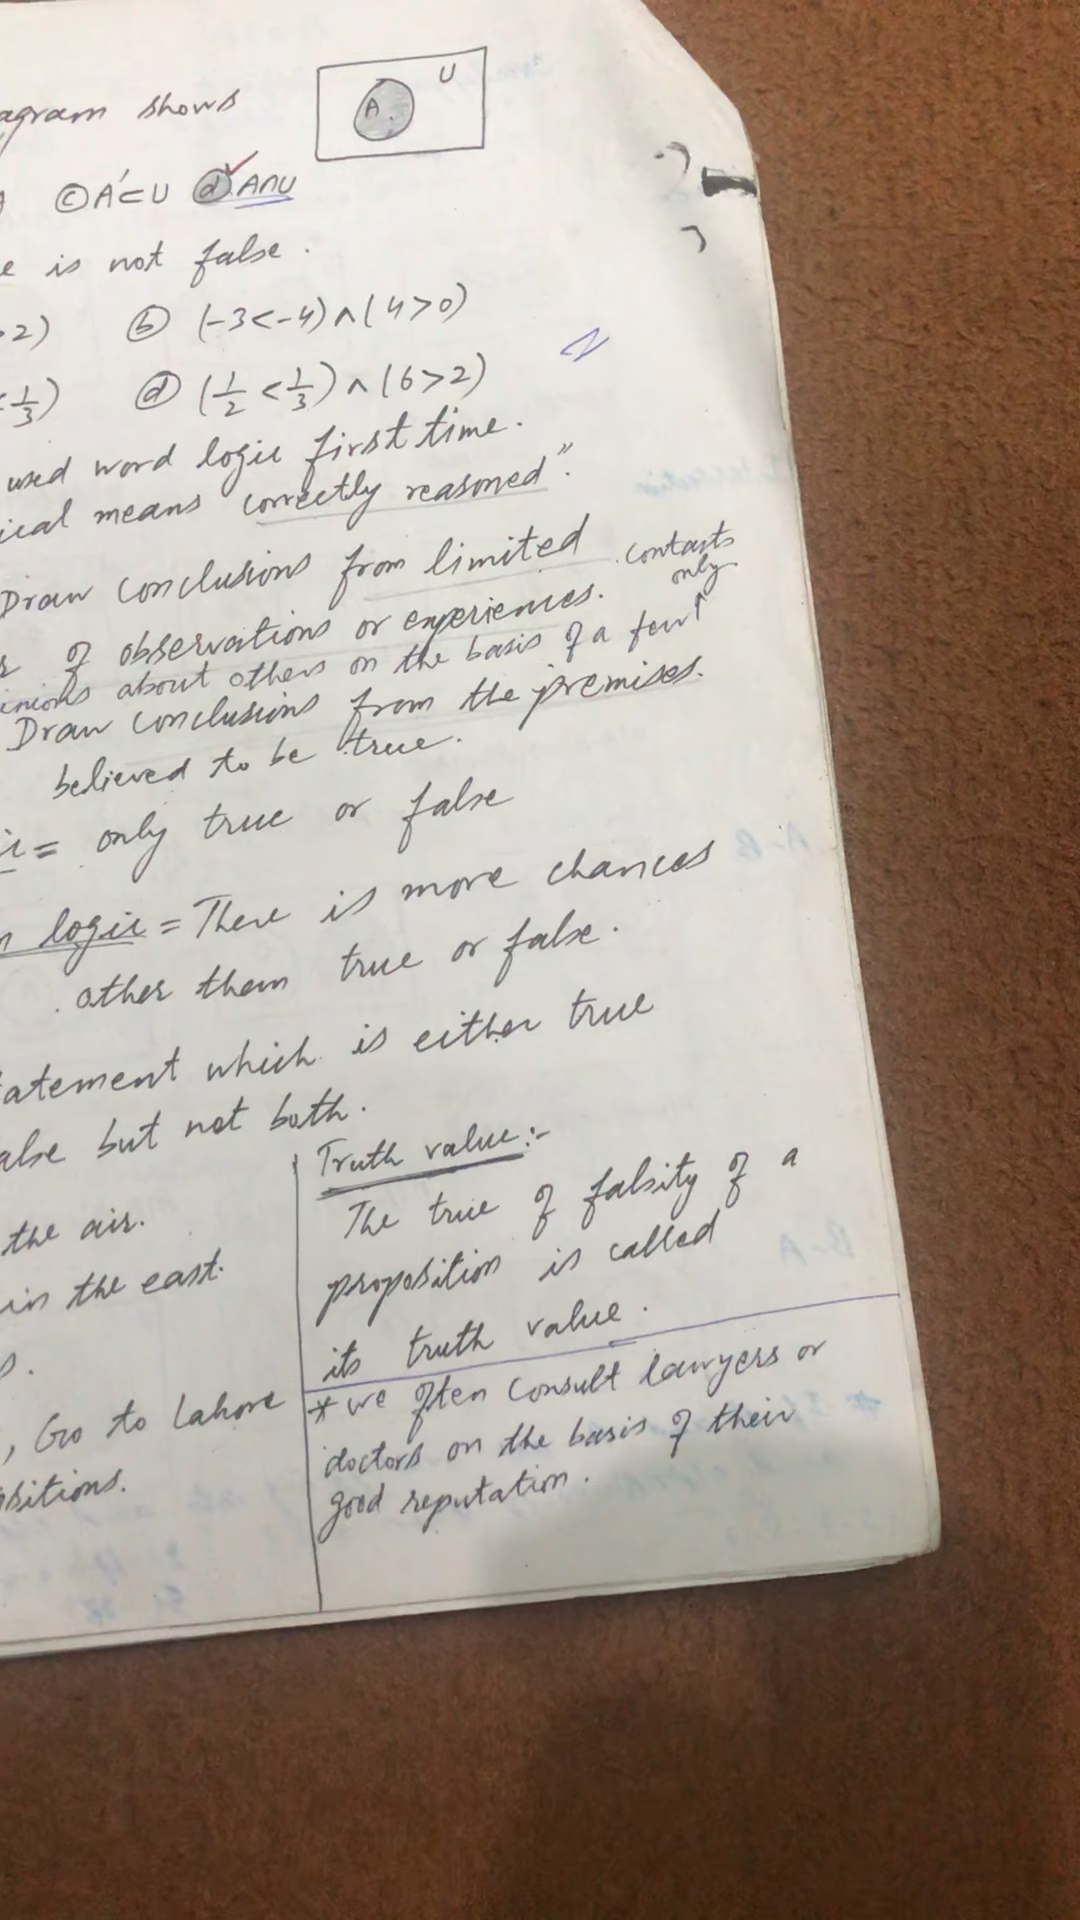 agram shows
U
A
ⓒ A′⊂U ⓓ A∩U
e is not false.
2) ⓑ (-3<-4)∧(4>0)
<1/3) ⓓ (1/2<1/3)∧(6>2)
used word logic first time.
ical means "correctly reasoned".
Draw conclusions from limited
of observations or experiences. contacts only
inions about others on the basis of a few↑
Draw conclusions from the premises.
believed to be true.
= only true or false
n logic = There is more chances
other them true or false.
tatement which is either true
alse but not both.
the air.
in the east.
s.
, Go to Lahore
ositions.
Truth value:-
The true of falsity of a
proposition is called
its truth value.
* we often consult lawyers or
doctors on the basis of their
good reputation.
A-B
B-A